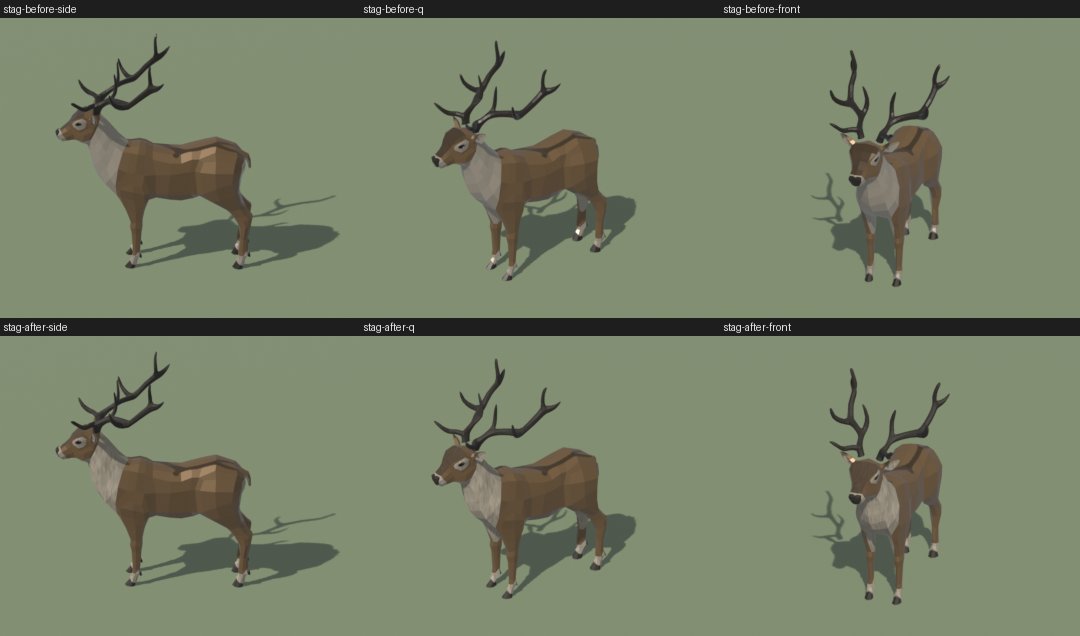 stag-before-side
stag-before-q
stag-before-front
stag-after-side
stag-after-q
stag-after-front